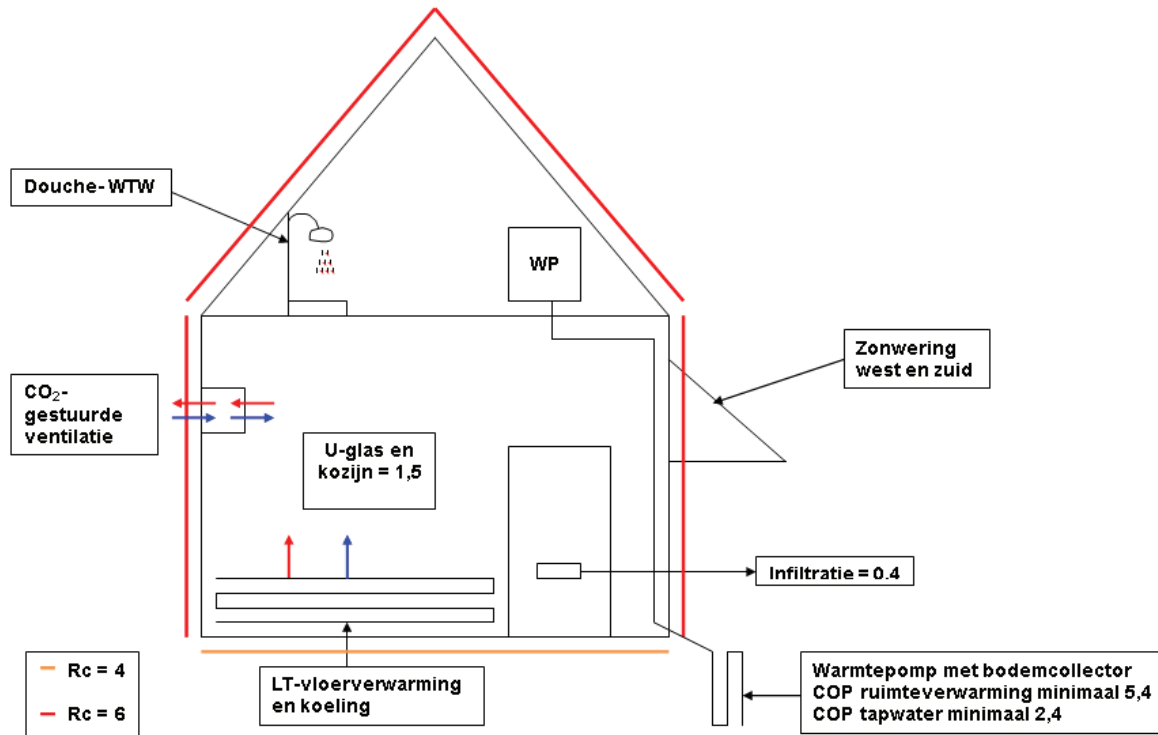 Douche- WTW
WP
Zonwering
west en zuid
CO₂-
gestuurde
ventilatie
U-glas en
kozijn = 1,5
Infiltratie = 0.4
Rc = 4
Rc = 6
LT-vloerverwarming
en koeling
Warmtepomp met bodemcollector
COP ruimteverwarming minimaal 5,4
COP tapwater minimaal 2,4